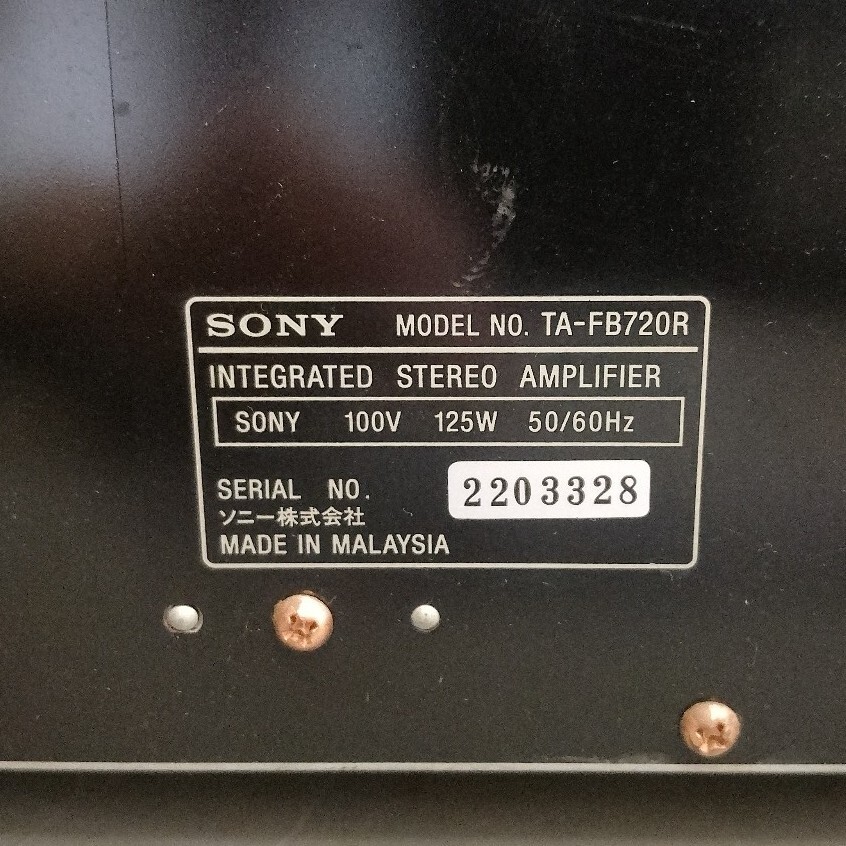 SONY MODEL NO. TA-FB720R
INTEGRATED STEREO AMPLIFIER
SONY 100V 125W 50/60Hz
SERIAL NO. 2203328
ソニー株式会社
MADE IN MALAYSIA